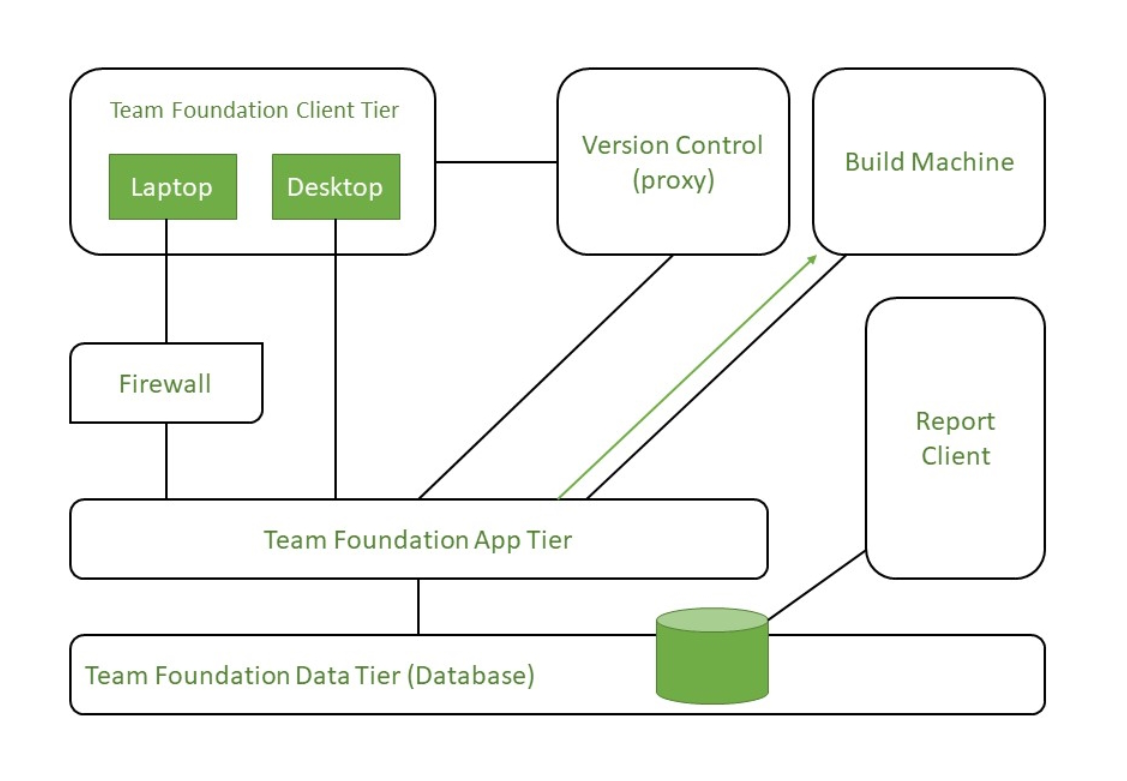 Team Foundation Client Tier
Laptop
Desktop
Version Control
(proxy)
Build Machine
Firewall
Report
Client
Team Foundation App Tier
Team Foundation Data Tier (Database)